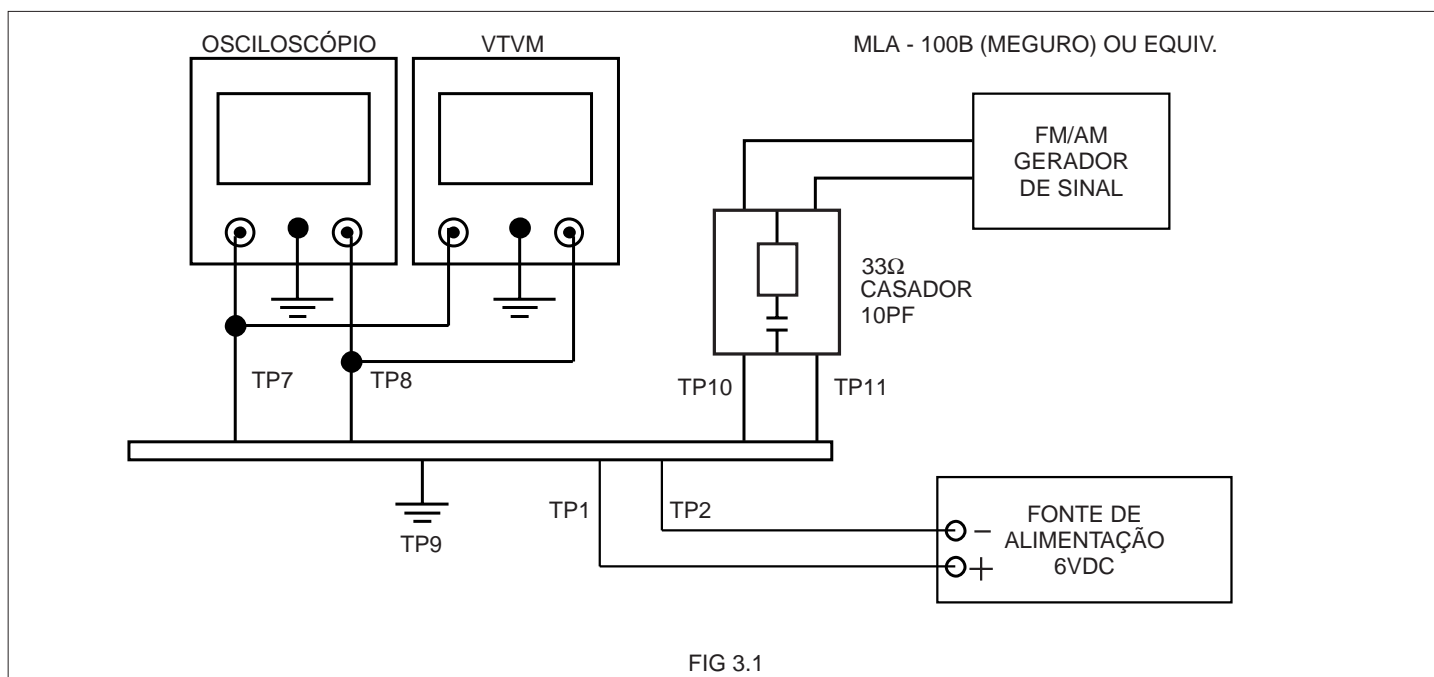 OSCILOSCÓPIO
VTVM
MLA - 100B (MEGURO) OU EQUIV.
FM/AM
GERADOR
DE SINAL
33Ω
CASADOR
10PF
TP7
TP8
TP10
TP11
TP9
TP1
TP2
-
+
FONTE DE
ALIMENTAÇÃO
6VDC
FIG 3.1